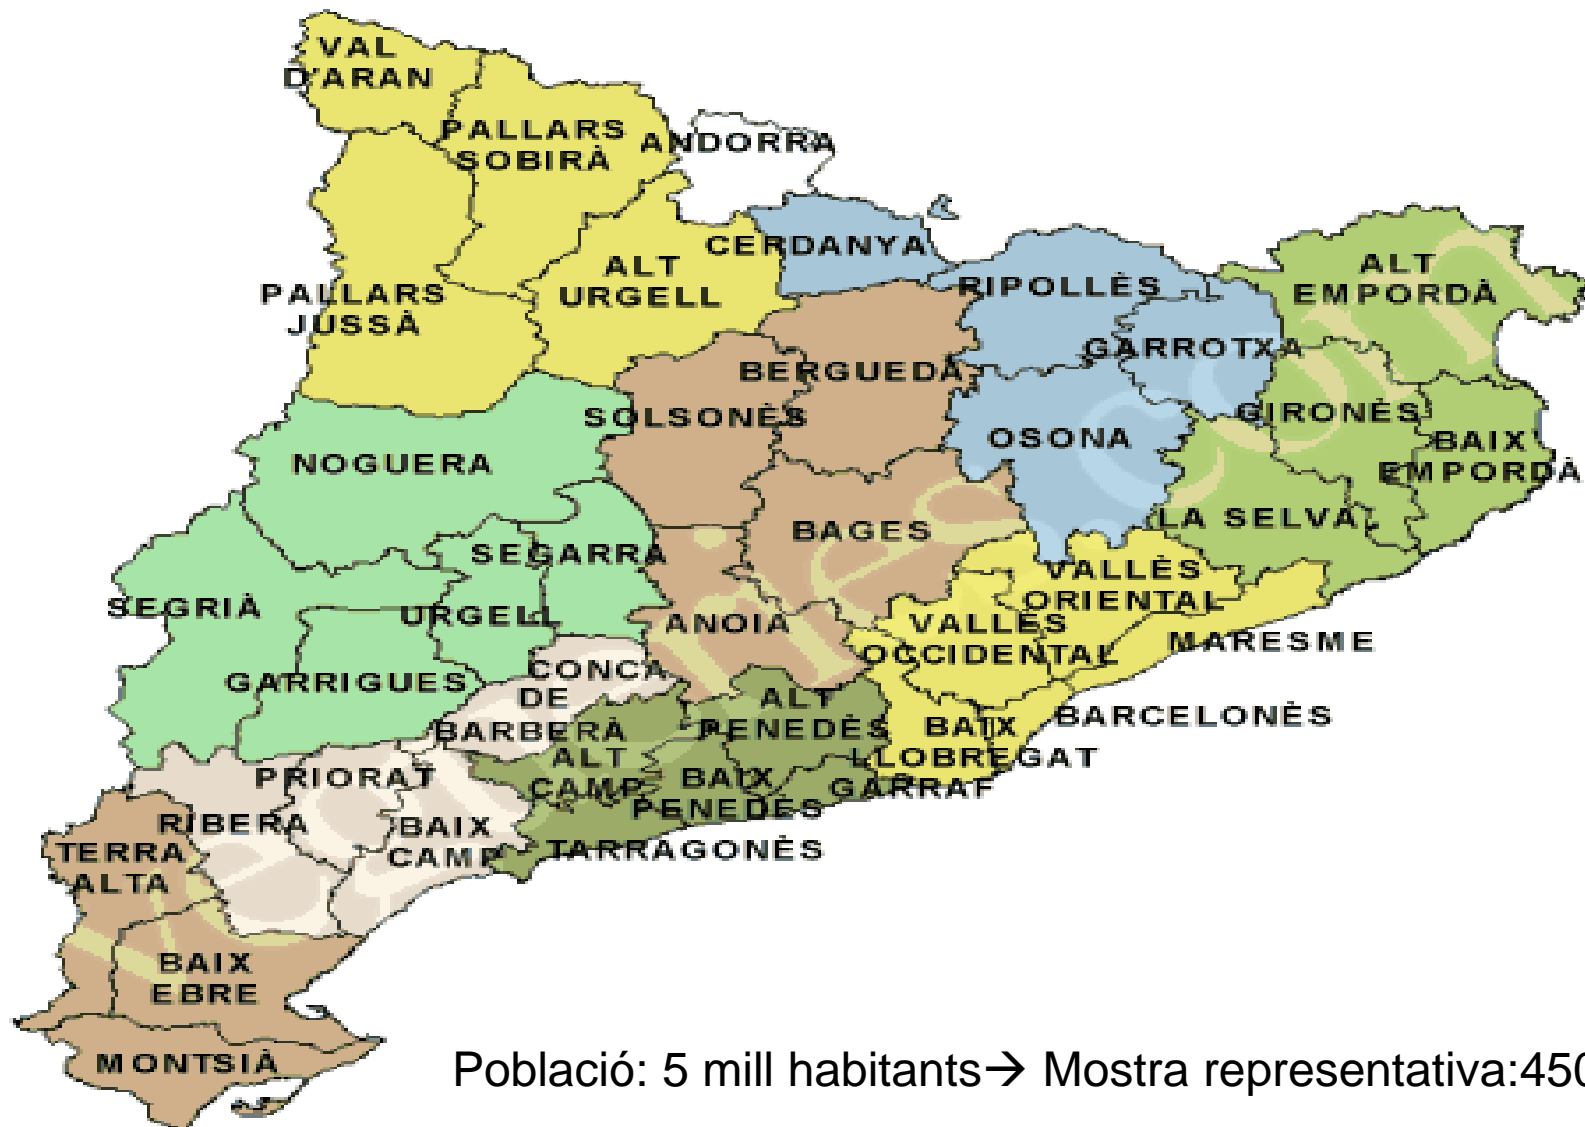 VAL
D'ARAN
PALLARS
SOBIRÀ
ANDORRA
CERDANYA
ALT
URGELL
PALLARS
JUSSÀ
RIPOLLÈS
ALT
EMPORDÀ
GARROTXA
BERGUEDÀ
SOLSONÈS
GIRONÈS
OSONA
BAIX
EMPORDÀ
NOGUERA
LA SELVA
BAGES
SEGARRA
VALLÈS
ORIENTAL
SEGRIÀ
URGELL
ANOIA
VALLÈS
OCCIDENTAL
MARESME
CONCA
DE
BARBERÀ
GARRIGUES
ALT
PENEDÈS
BAIX
LLOBREGAT
BARCELONÈS
ALT
CAMP
BAIX
PENEDÈS
GARRAF
PRIORAT
RIBERA
BAIX
CAMP
TARRAGONÈS
TERRA
ALTA
BAIX
EBRE
MONTSIÀ
Població: 5 mill habitants→ Mostra representativa:450